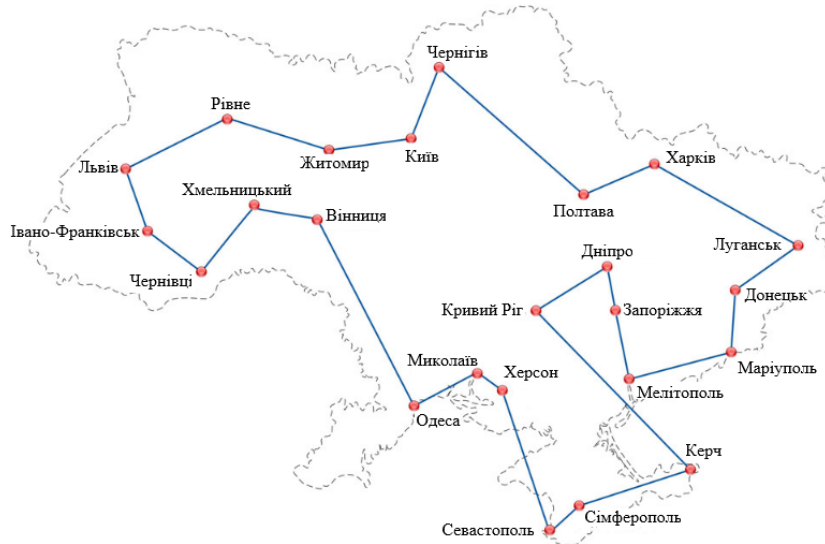 Чернігів
Рівне
Житомир
Київ
Харків
Львів
Хмельницький
Полтава
Івано-Франківськ
Вінниця
Луганськ
Чернівці
Дніпро
Донецьк
Кривий Ріг
Запоріжжя
Миколаїв
Херсон
Маріуполь
Мелітополь
Одеса
Керч
Сімферополь
Севастополь